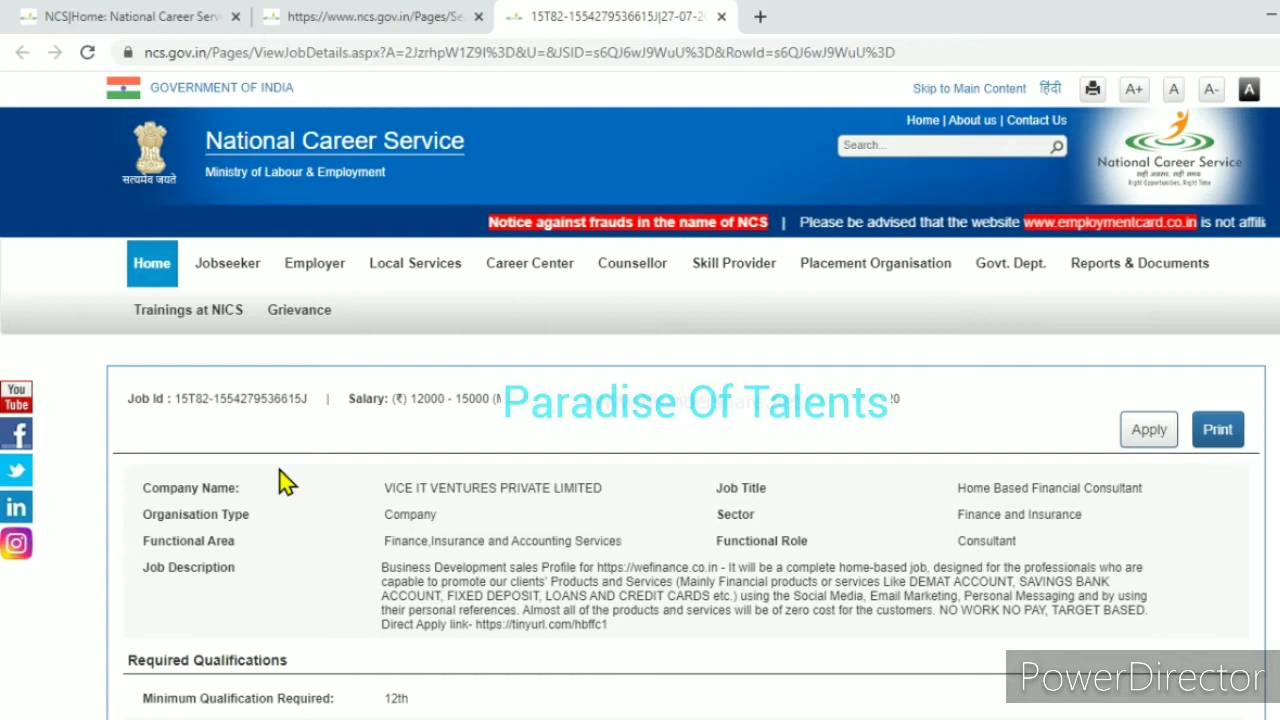 NCS|Home: National Career Serv
https://www.ncs.gov.in/Pages/Se
15T82-1554279536615J|27-07-20
ncs.gov.in/Pages/ViewJobDetails.aspx?A=2JzrhpW1Z9I%3D&U=&JSID=s6QJ6wJ9WuU%3D&RowId=s6QJ6wJ9WuU%3D
GOVERNMENT OF INDIA
Skip to Main Content हिंदी A+ A A- A
Home | About us | Contact Us
National Career Service
Search...
Ministry of Labour & Employment
सत्यमेव जयते
National Career Service
सही अवसर, सही समय
Right Opportunities, Right Time
Notice against frauds in the name of NCS | Please be advised that the website www.employmentcard.co.in is not affili
Home Jobseeker Employer Local Services Career Center Counsellor Skill Provider Placement Organisation Govt. Dept. Reports & Documents
Trainings at NICS Grievance
You
Tube
f
in
Job Id : 15T82-1554279536615J | Salary: (₹) 12000 - 15000 (M
Paradise Of Talents
20
Apply Print
Company Name: VICE IT VENTURES PRIVATE LIMITED Job Title Home Based Financial Consultant
Organisation Type Company Sector Finance and Insurance
Functional Area Finance,Insurance and Accounting Services Functional Role Consultant
Job Description Business Development sales Profile for https://wefinance.co.in - It will be a complete home-based job, designed for the professionals who are
capable to promote our clients' Products and Services (Mainly Financial products or services Like DEMAT ACCOUNT, SAVINGS BANK
ACCOUNT, FIXED DEPOSIT, LOANS AND CREDIT CARDS etc.) using the Social Media, Email Marketing, Personal Messaging and by using
their personal references. Almost all of the products and services will be of zero cost for the customers. NO WORK NO PAY, TARGET BASED.
Direct Apply link- https://tinyurl.com/hbffc1
Required Qualifications
Minimum Qualification Required: 12th
PowerDirector